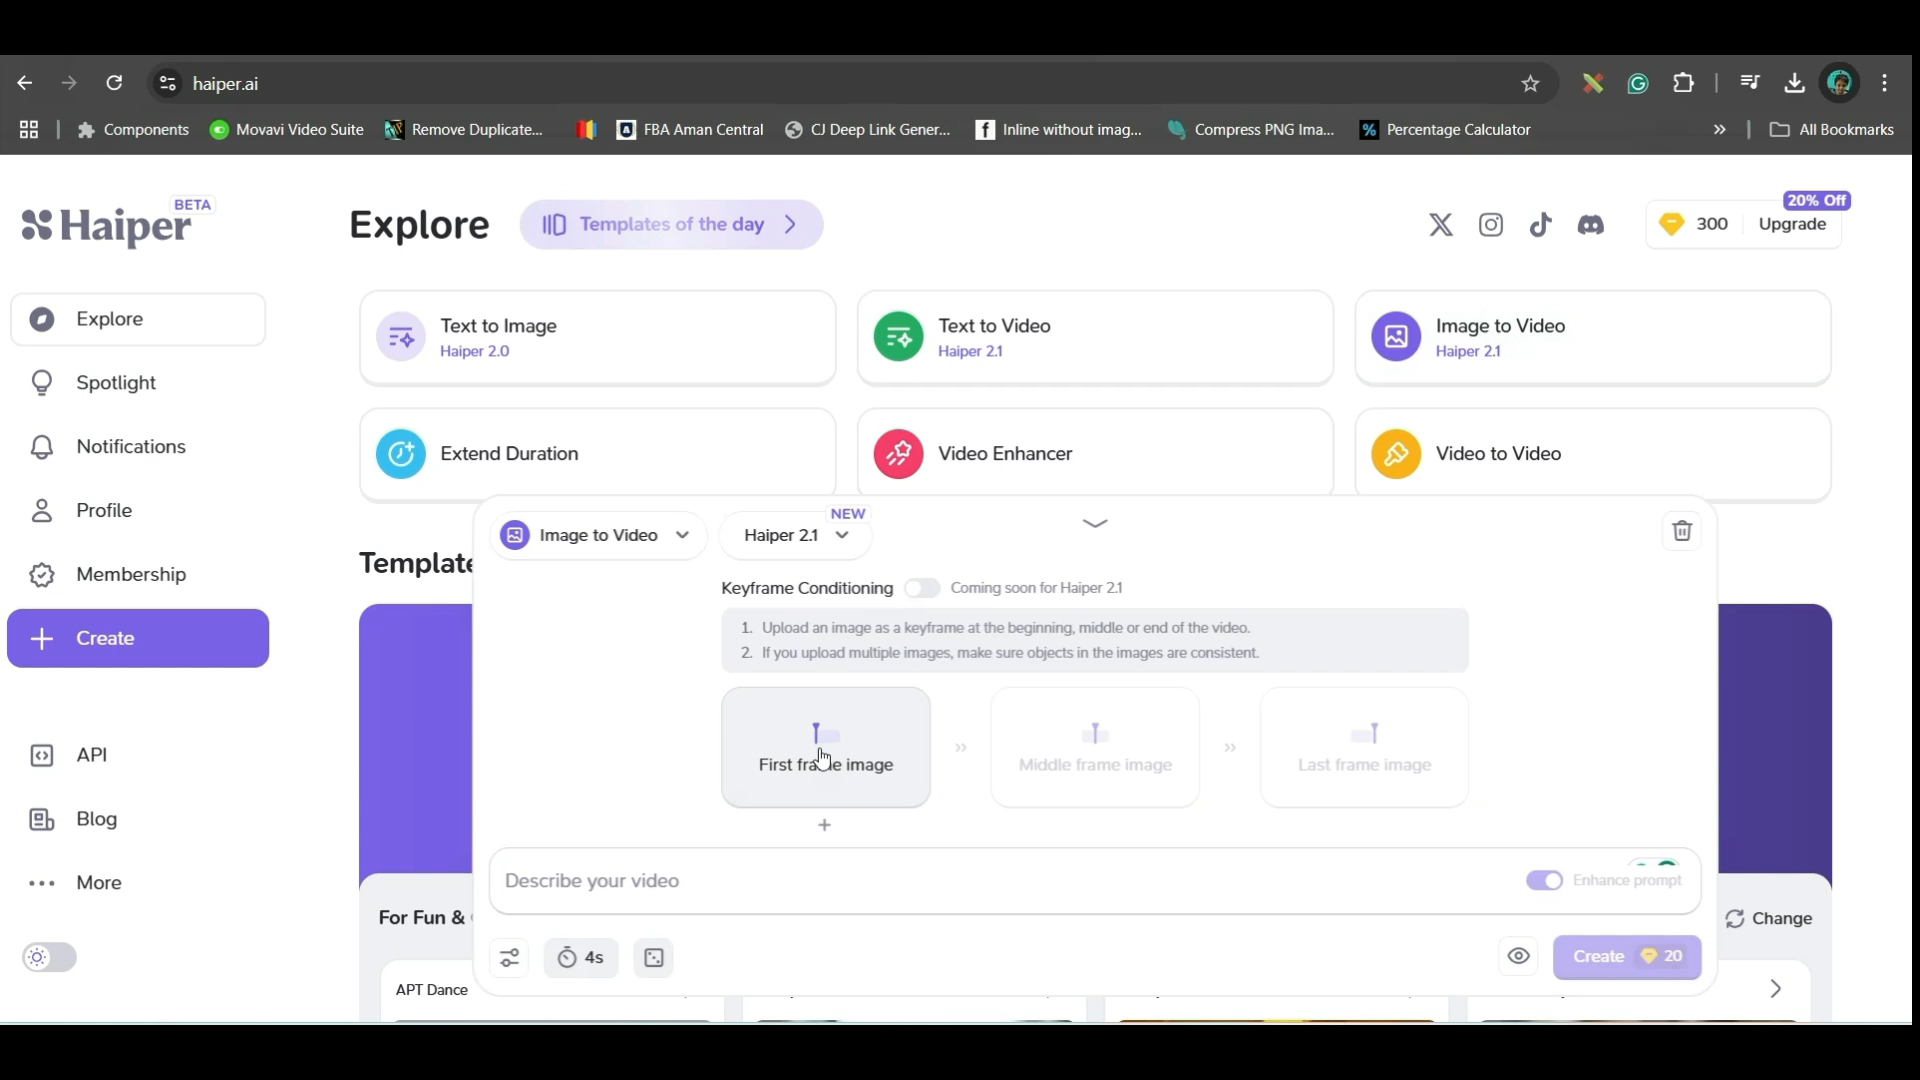 haiper.ai
Components
Movavi Video Suite
Remove Duplicate...
FBA Aman Central
CJ Deep Link Gener...
Inline without imag...
Compress PNG Ima...
Percentage Calculator
»
All Bookmarks
Haiper
BETA
Explore
Templates of the day
300
Upgrade
20% Off
Explore
Spotlight
Notifications
Profile
Membership
Create
API
Blog
More
Text to Image
Haiper 2.0
Text to Video
Haiper 2.1
Image to Video
Haiper 2.1
Extend Duration
Video Enhancer
Video to Video
Template
Image to Video
Haiper 2.1
NEW
Keyframe Conditioning
Coming soon for Haiper 2.1
1. Upload an image as a keyframe at the beginning, middle or end of the video.
2. If you upload multiple images, make sure objects in the images are consistent.
First frame image
»
Middle frame image
»
Last frame image
+
Describe your video
Enhance prompt
4s
Create 20
For Fun &
Change
APT Dance